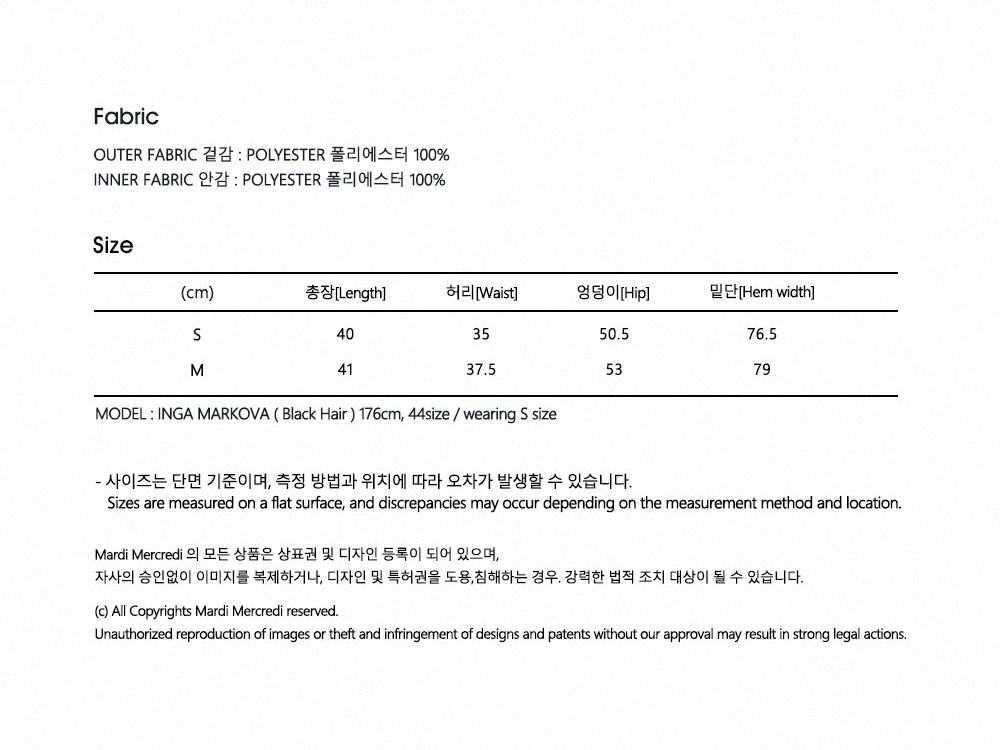 Fabric
OUTER FABRIC 겉감 : POLYESTER 폴리에스터 100%
INNER FABRIC 안감 : POLYESTER 폴리에스터 100%
Size
(cm) 총장[Length] 허리[Waist] 엉덩이[Hip] 밑단[Hem width]
S 40 35 50.5 76.5
M 41 37.5 53 79
MODEL : INGA MARKOVA ( Black Hair ) 176cm, 44size / wearing S size
- 사이즈는 단면 기준이며, 측정 방법과 위치에 따라 오차가 발생할 수 있습니다.
Sizes are measured on a flat surface, and discrepancies may occur depending on the measurement method and location.
Mardi Mercredi 의 모든 상품은 상표권 및 디자인 등록이 되어 있으며,
자사의 승인없이 이미지를 복제하거나, 디자인 및 특허권을 도용,침해하는 경우. 강력한 법적 조치 대상이 될 수 있습니다.
(c) All Copyrights Mardi Mercredi reserved.
Unauthorized reproduction of images or theft and infringement of designs and patents without our approval may result in strong legal actions.